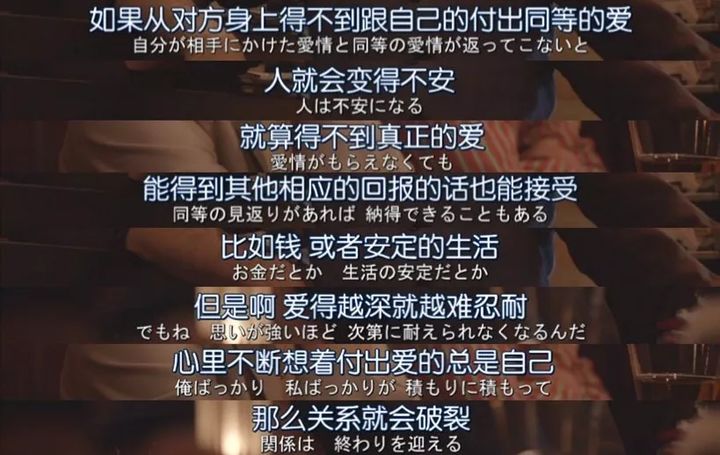 如果从对方身上得不到跟自己的付出同等的爱
自分が相手にかけた愛情と同等の愛情が返ってこないと
人就会变得不安
人は不安になる
就算得不到真正的爱
愛情がもらえなくても
能得到其他相应的回报的话也能接受
同等の見返りがあれば 納得できることもある
比如钱 或者安定的生活
お金だとか 生活の安定だとか
但是啊 爱得越深就越难忍耐
でもね 思いが強いほど 次第に耐えられなくなるんだ
心里不断想着付出爱的总是自己
俺ばっかり 私ばっかりが 積もりに積もって
那么关系就会破裂
関係は 終わりを迎える